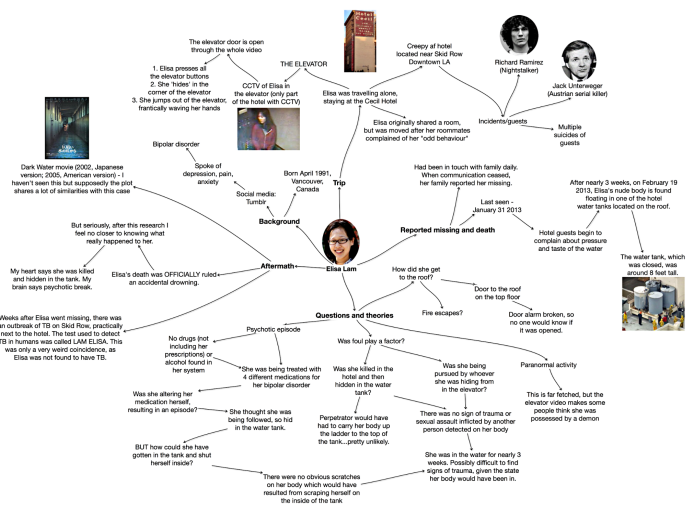 The elevator door is open
through the whole video
1. Elisa presses all
the elevator buttons
2. She 'hides' in the
corner of the elevator
3. She jumps out of the elevator,
frantically waving her hands
THE ELEVATOR
CCTV of Elisa in
the elevator (only part
of the hotel with CCTV)
Hotel
Cecil
Creepy af hotel
located near Skid Row
Downtown LA
Elisa was travelling alone,
staying at the Cecil Hotel
Elisa originally shared a room,
but was moved after her roommates
complained of her "odd behaviour"
Richard Ramirez
(Nightstalker)
Jack Unterweger
(Austrian serial killer)
Incidents/guests
Multiple
suicides of
guests
Dark Water movie (2002, Japanese
version; 2005, American version) - I
haven't seen this but supposedly the plot
shares a lot of similarities with this case
Bipolar disorder
Spoke of
depression, pain,
anxiety
Social media:
Tumblr
Born April 1991,
Vancouver,
Canada
Background
Trip
Had been in touch with family daily.
When communication ceased,
her family reported her missing.
Last seen -
January 31 2013
Reported missing and death
Hotel guests begin to
complain about pressure
and taste of the water
After nearly 3 weeks, on February 19
2013, Elisa's nude body is found
floating in one of the hotel
water tanks located on the roof.
The water tank, which
was closed, was
around 8 feet tall.
But seriously, after this research I
feel no closer to knowing what
really happened to her.
My heart says she was killed
and hidden in the tank. My
brain says psychotic break.
Elisa's death was OFFICIALLY ruled
an accidental drowning.
Aftermath
Elisa Lam
Weeks after Elisa went missing, there was
an outbreak of TB on Skid Row, practically
next to the hotel. The test used to detect
TB in humans was called LAM ELISA. This
was only a very weird coincidence, as
Elisa was not found to have TB.
How did she get
to the roof?
Door to the roof
on the top floor
Fire escapes?
Door alarm broken, so
no one would know if
it was opened.
Questions and theories
Psychotic episode
No drugs (not
including her
prescriptions) or
alcohol found in
her system
She was being treated with
4 different medications for
her bipolar disorder
Was she altering her
medication herself,
resulting in an episode?
She thought she was
being followed, so hid
in the water tank.
BUT how could she have
gotten in the tank and shut
herself inside?
There were no obvious scratches
on her body which would have
resulted from scraping herself on
the inside of the tank
Was foul play a factor?
Was she killed in the
hotel and then
hidden in the water
tank?
Perpetrator would have
had to carry her body up
the ladder to the top of
the tank...pretty unlikely.
Was she being
pursued by whoever
she was hiding from
in the elevator?
There was no sign of trauma or
sexual assault inflicted by another
person detected on her body
She was in the water for nearly 3
weeks. Possibly difficult to find
signs of trauma, given the state
her body would have been in.
Paranormal activity
This is far fetched, but the
elevator video makes some
people think she was
possessed by a demon